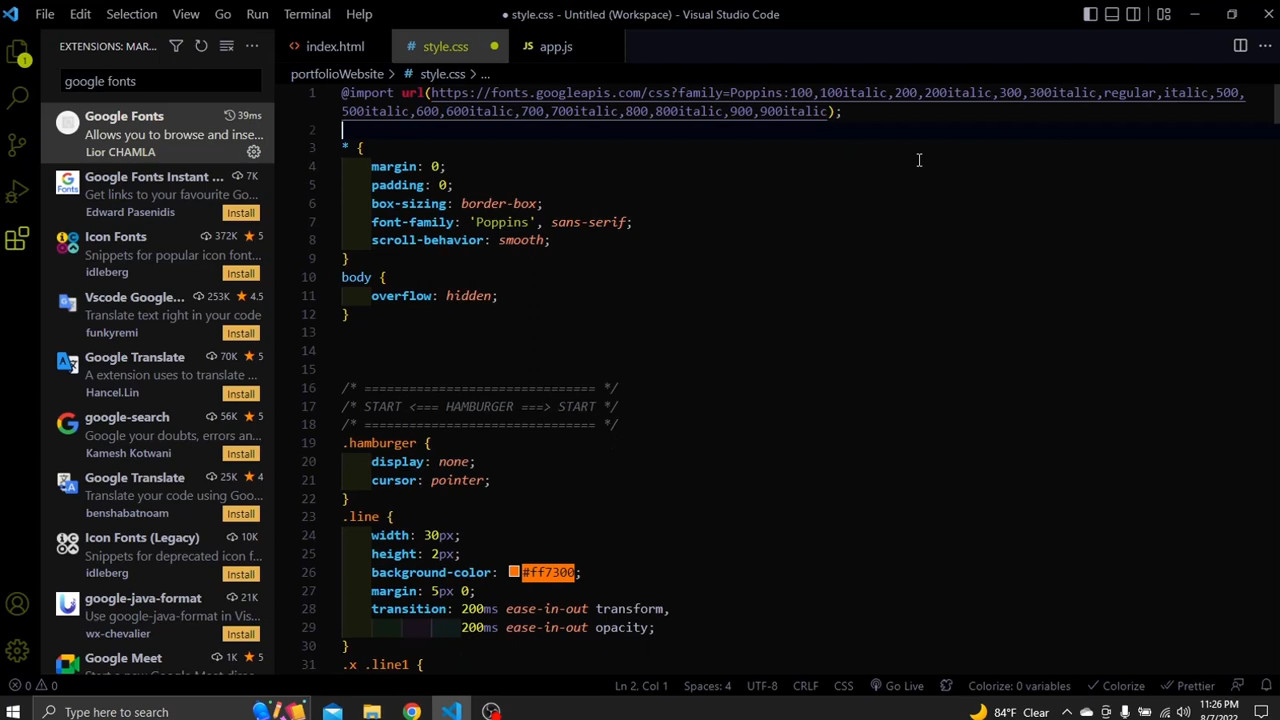 File Edit Selection View Go Run Terminal Help
● style.css - Untitled (Workspace) - Visual Studio Code
EXTENSIONS: MAR...
index.html
# style.css
JS app.js
google fonts
portfolioWebsite > # style.css > ...
Google Fonts 39ms
Allows you to browse and inse...
Lior CHAMLA
Google Fonts Instant ... 7K
Get links to your favourite Go...
Edward Pasenidis Install
Icon Fonts 372K ★ 5
Snippets for popular icon font...
idleberg Install
Vscode Google... 253K ★ 4.5
Translate text right in your code
funkyremi Install
Google Translate 70K ★ 5
A extension uses to translate ...
Hancel.Lin Install
google-search 56K ★ 5
Google your doubts, errors an...
Kamesh Kotwani Install
Google Translate 25K ★ 4
Translate your code using Goo...
benshabatnoam Install
Icon Fonts (Legacy) 10K
Snippets for deprecated icon f...
idleberg Install
google-java-format 21K
Use google-java-format in Vis...
wx-chevalier Install
Google Meet 1K ★ 5
1 @import url(https://fonts.googleapis.com/css?family=Poppins:100,100italic,200,200italic,300,300italic,regular,italic,500,
500italic,600,600italic,700,700italic,800,800italic,900,900italic);
2
3 * {
4 margin: 0;
5 padding: 0;
6 box-sizing: border-box;
7 font-family: 'Poppins', sans-serif;
8 scroll-behavior: smooth;
9 }
10 body {
11 overflow: hidden;
12 }
13
14
15
16 /* =============================== */
17 /* START <=== HAMBURGER ===> START */
18 /* =============================== */
19 .hamburger {
20 display: none;
21 cursor: pointer;
22 }
23 .line {
24 width: 30px;
25 height: 2px;
26 background-color: #ff7300;
27 margin: 5px 0;
28 transition: 200ms ease-in-out transform,
29 200ms ease-in-out opacity;
30 }
31 .x .line1 {
0 0 Ln 2, Col 1 Spaces: 4 UTF-8 CRLF CSS Go Live Colorize: 0 variables Colorize Prettier
Type here to search
84°F Clear
11:26 PM
8/7/2022